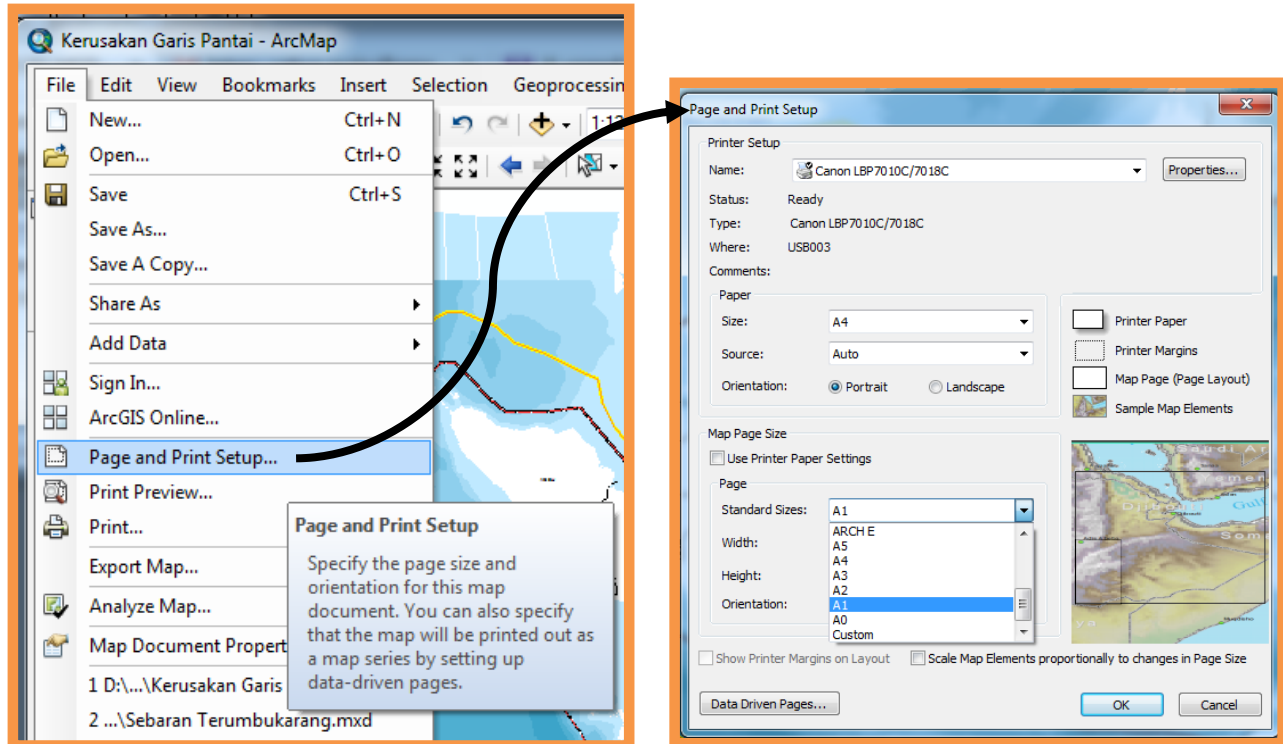 Kerusakan Garis Pantai - ArcMap
File Edit View Bookmarks Insert Selection Geoprocessin
New... Ctrl+N
Open... Ctrl+O
Save Ctrl+S
Save As...
Save A Copy...
Share As
Add Data
Sign In...
ArcGIS Online...
Page and Print Setup...
Print Preview...
Print...
Export Map...
Analyze Map...
Map Document Propert
1 D:\...\Kerusakan Garis
2 ...\Sebaran Terumbukarang.mxd
Page and Print Setup
Specify the page size and
orientation for this map
document. You can also specify
that the map will be printed out as
a map series by setting up
data-driven pages.
Page and Print Setup
Printer Setup
Name: Canon LBP7010C/7018C Properties...
Status: Ready
Type: Canon LBP7010C/7018C
Where: USB003
Comments:
Paper
Size: A4
Source: Auto
Orientation: Portrait Landscape
Printer Paper
Printer Margins
Map Page (Page Layout)
Sample Map Elements
Map Page Size
Use Printer Paper Settings
Page
Standard Sizes: A1
Width:
Height:
Orientation:
ARCH E
A5
A4
A3
A2
A1
A0
Custom
Saudi Ar
Yemen
Djibouti
Gulf
Som
Show Printer Margins on Layout Scale Map Elements proportionally to changes in Page Size
Data Driven Pages... OK Cancel